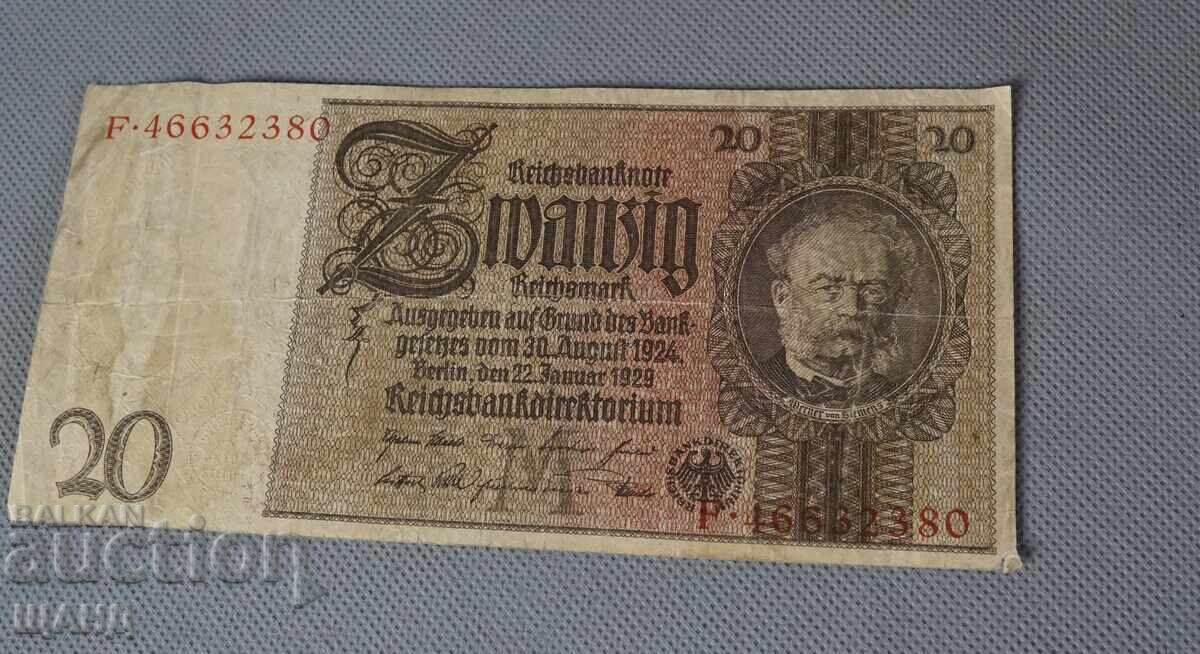 F·46632380
20
20
Reichsbanknote
Zwanzig
Reichsmark
Ausgegeben auf Grund des Bank-
gesetzes vom 30. August 1924.
Berlin, den 22. Januar 1929
Reichsbankdirektorium
Werner von Siemens
20
M
F·46632380
BALKAN
auction